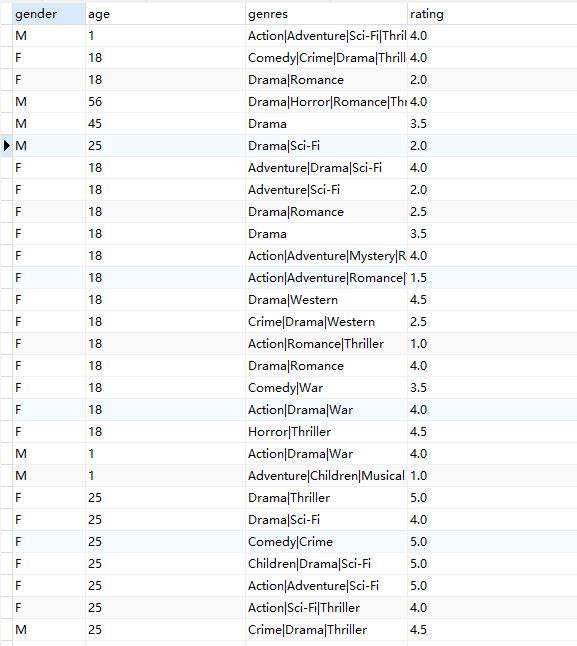 gender age genres rating
M 1 Action|Adventure|Sci-Fi|Thril 4.0
F 18 Comedy|Crime|Drama|Thrill 4.0
F 18 Drama|Romance 2.0
M 56 Drama|Horror|Romance|Thr 4.0
M 45 Drama 3.5
M 25 Drama|Sci-Fi 2.0
F 18 Adventure|Drama|Sci-Fi 4.0
F 18 Adventure|Sci-Fi 2.0
F 18 Drama|Romance 2.5
F 18 Drama 3.5
F 18 Action|Adventure|Mystery|R 4.0
F 18 Action|Adventure|Romance| 1.5
F 18 Drama|Western 4.5
F 18 Crime|Drama|Western 2.5
F 18 Action|Romance|Thriller 1.0
F 18 Drama|Romance 4.0
F 18 Comedy|War 3.5
F 18 Action|Drama|War 4.0
F 18 Horror|Thriller 4.5
M 1 Action|Drama|War 4.0
M 1 Adventure|Children|Musical 1.0
F 25 Drama|Thriller 5.0
F 25 Drama|Sci-Fi 4.0
F 25 Comedy|Crime 5.0
F 25 Children|Drama|Sci-Fi 5.0
F 25 Action|Adventure|Sci-Fi 5.0
F 25 Action|Sci-Fi|Thriller 4.0
M 25 Crime|Drama|Thriller 4.5